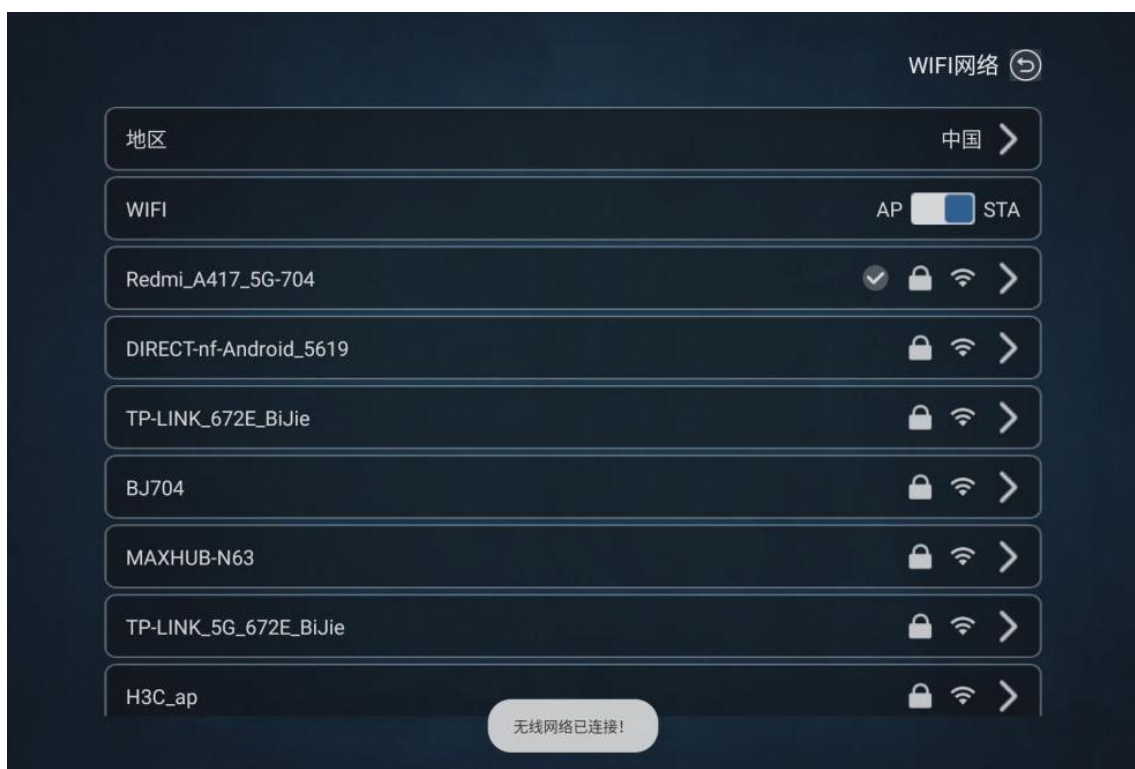 WIFI网络
地区 中国
WIFI AP STA
Redmi_A417_5G-704
DIRECT-nf-Android_5619
TP-LINK_672E_BiJie
BJ704
MAXHUB-N63
TP-LINK_5G_672E_BiJie
H3C_ap
无线网络已连接!